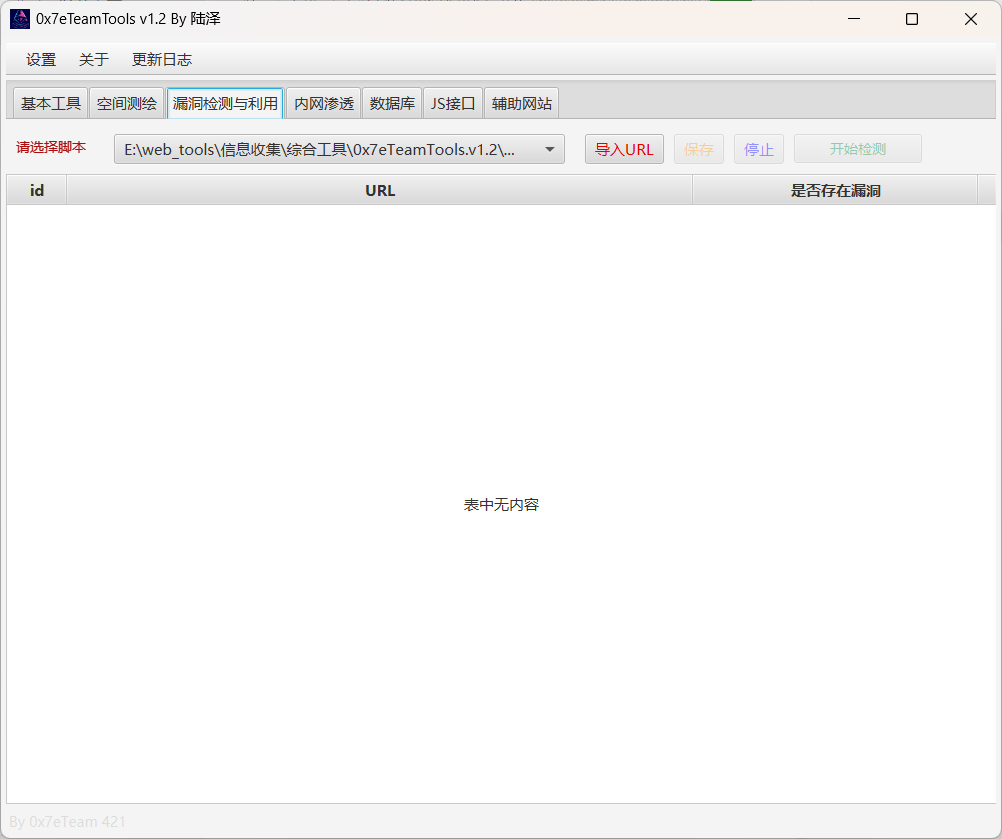 0x7eTeamTools v1.2 By 陆泽
设置 关于 更新日志
基本工具 空间测绘 漏洞检测与利用 内网渗透 数据库 JS接口 辅助网站
请选择脚本 E:\web_tools\信息收集\综合工具\0x7eTeamTools.v1.2\... 导入URL 保存 停止 开始检测
id URL 是否存在漏洞
表中无内容
By 0x7eTeam 421